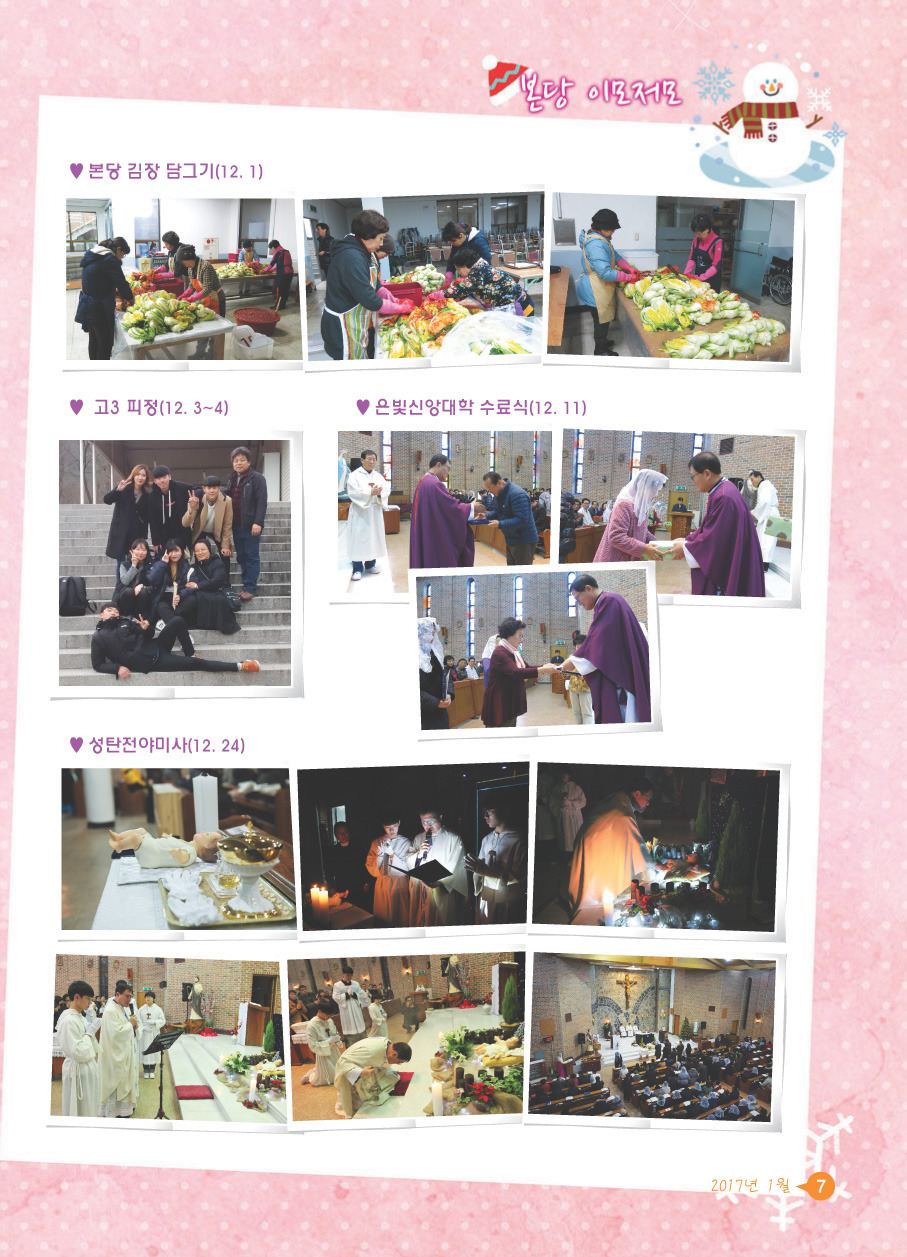 본당 이모저모
♥ 본당 김장 담그기(12. 1)
♥ 고3 피정(12. 3~4)
♥ 은빛신앙대학 수료식(12. 11)
♥ 성탄전야미사(12. 24)
2017년 1월 7